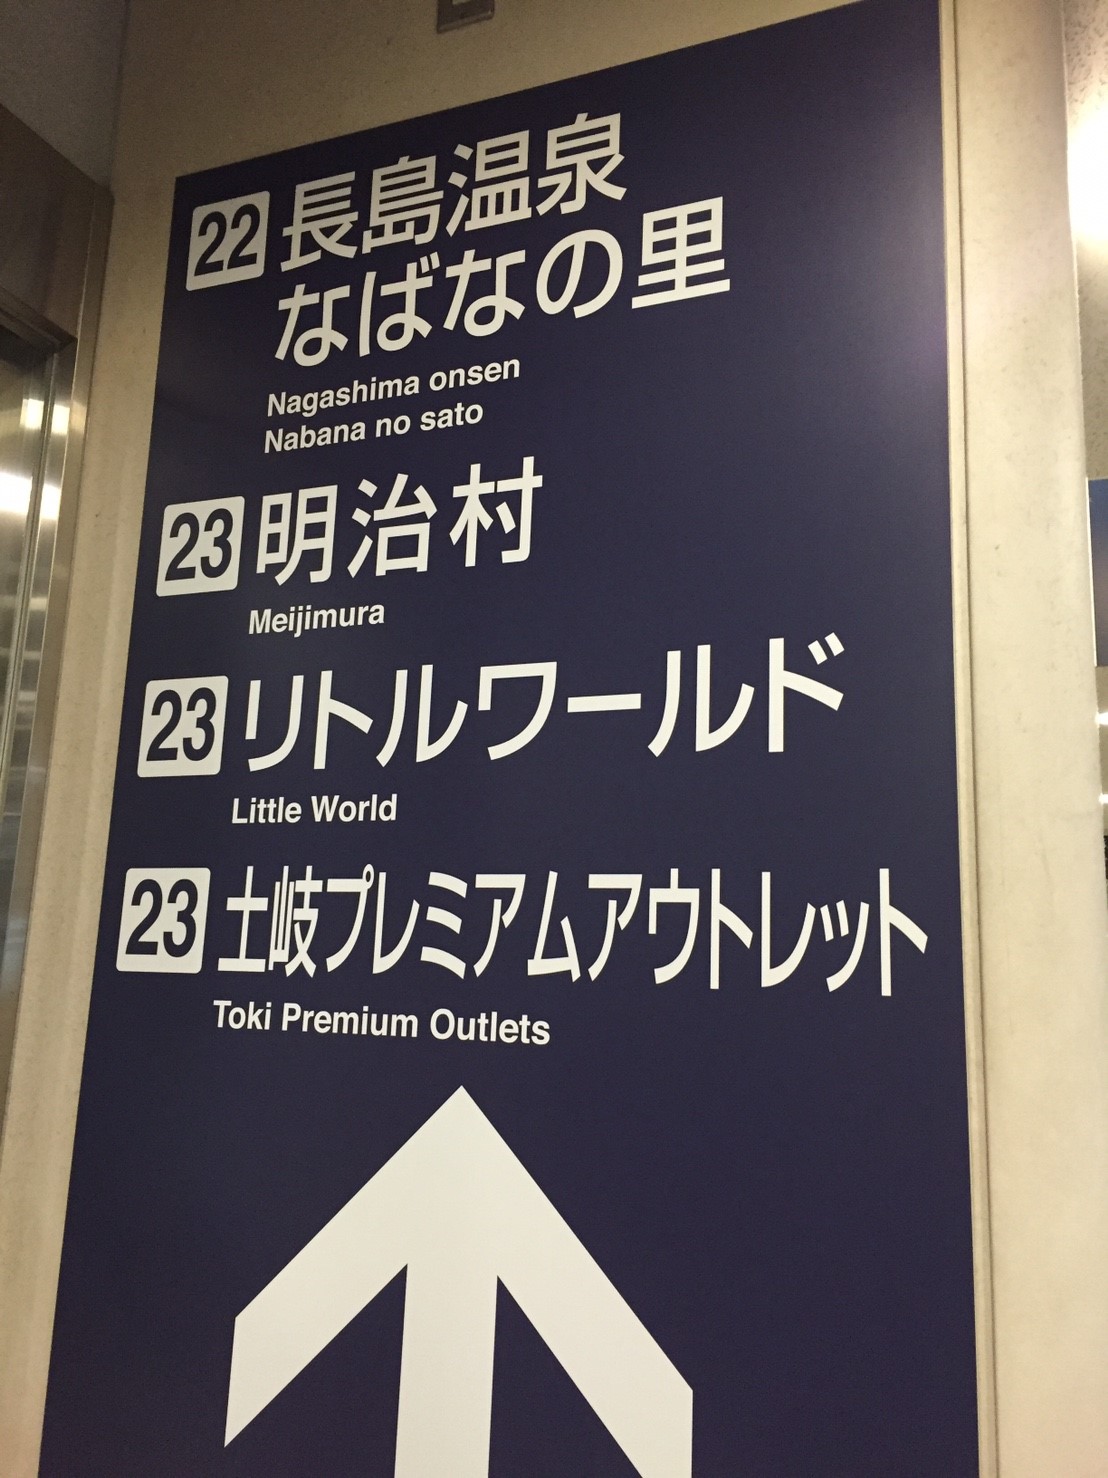 22 長島温泉
なばなの里
Nagashima onsen
Nabana no sato
23 明治村
Meijimura
23 リトルワールド
Little World
23 土岐プレミアムアウトレット
Toki Premium Outlets